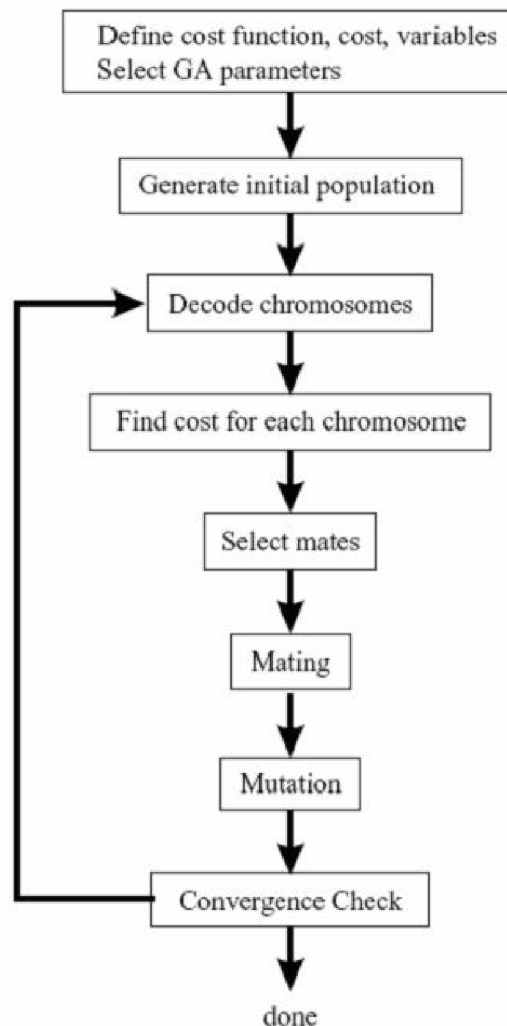 Define cost function, cost, variables
Select GA parameters
Generate initial population
Decode chromosomes
Find cost for each chromosome
Select mates
Mating
Mutation
Convergence Check
done